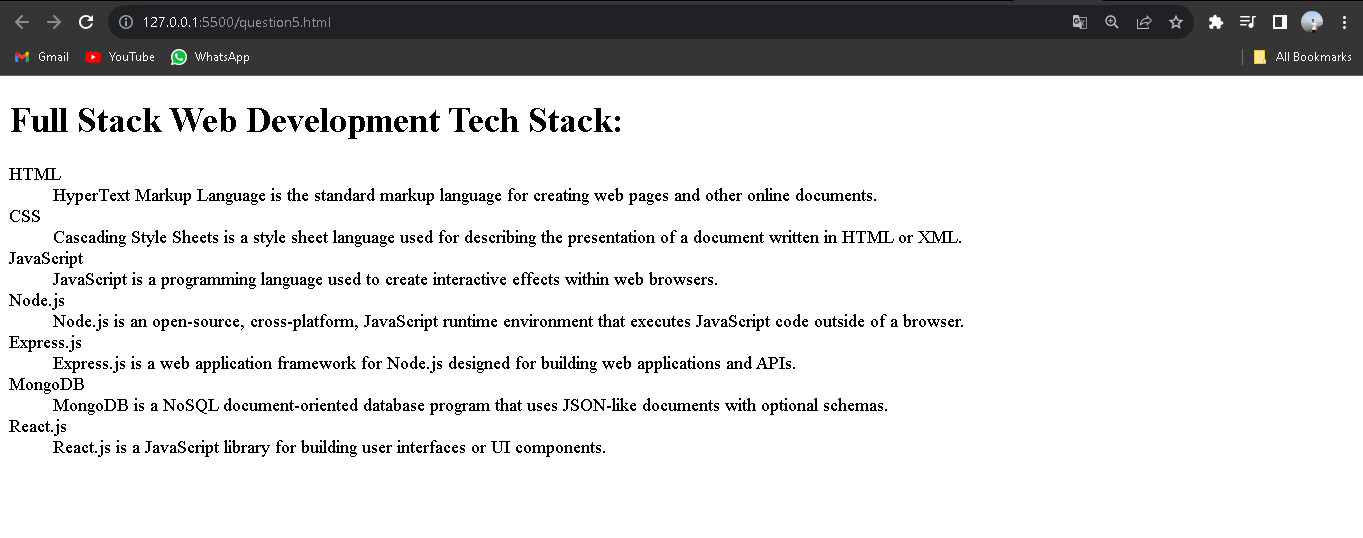 127.0.0.1:5500/question5.html
Gmail YouTube WhatsApp All Bookmarks
Full Stack Web Development Tech Stack:
HTML
HyperText Markup Language is the standard markup language for creating web pages and other online documents.
CSS
Cascading Style Sheets is a style sheet language used for describing the presentation of a document written in HTML or XML.
JavaScript
JavaScript is a programming language used to create interactive effects within web browsers.
Node.js
Node.js is an open-source, cross-platform, JavaScript runtime environment that executes JavaScript code outside of a browser.
Express.js
Express.js is a web application framework for Node.js designed for building web applications and APIs.
MongoDB
MongoDB is a NoSQL document-oriented database program that uses JSON-like documents with optional schemas.
React.js
React.js is a JavaScript library for building user interfaces or UI components.